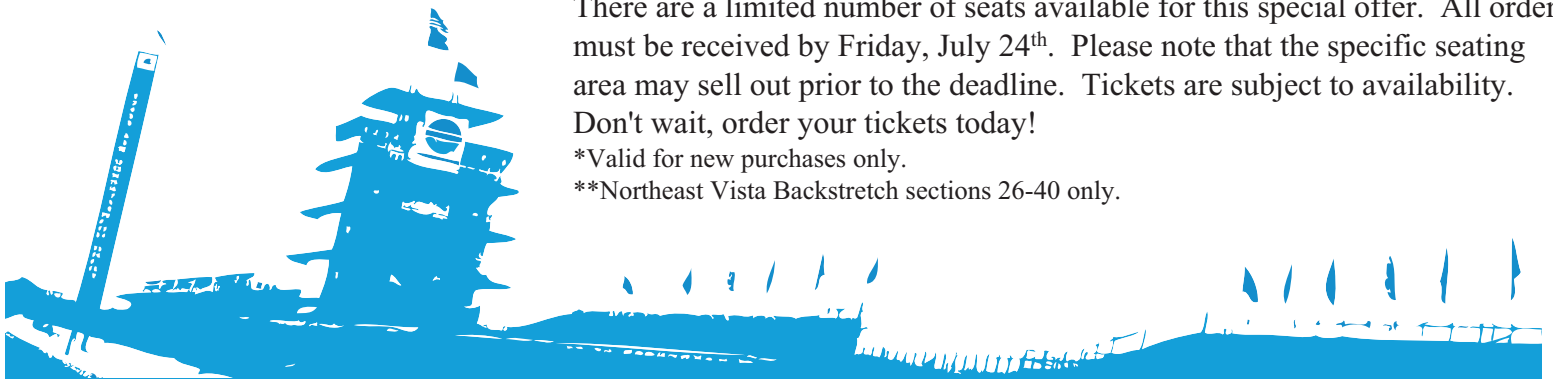 There are a limited number of seats available for this special offer.  All order
must be received by Friday, July 24th.  Please note that the specific seating
area may sell out prior to the deadline.  Tickets are subject to availability.
Don't wait, order your tickets today!
*Valid for new purchases only.
**Northeast Vista Backstretch sections 26-40 only.